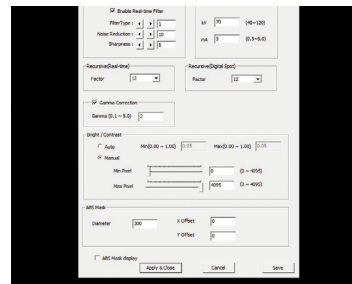 Enable Real-time Filter
FilterType : 1
Noise Reduction : 10
Sharpness : 5
kV 70 (40~120)
mA 3 (0.5~5.0)
Recursive(Real-time)
Factor 12
Recursive(Digital Spot)
Factor 12
Gamma Correction
Gamma (0.1 ~ 5.0) 2
Bright / Contrast
Auto Min(0.00 ~ 1.00) 0.05 Max(0.00 ~ 1.00) 0.05
Manual
Min Pixel 0 (0 ~ 4095)
Max Pixel 4095 (0 ~ 4095)
ABS Mask
Diameter 300 X Offset 0
Y Offset 0
ABS Mask display
Apply & Close Cancel Save